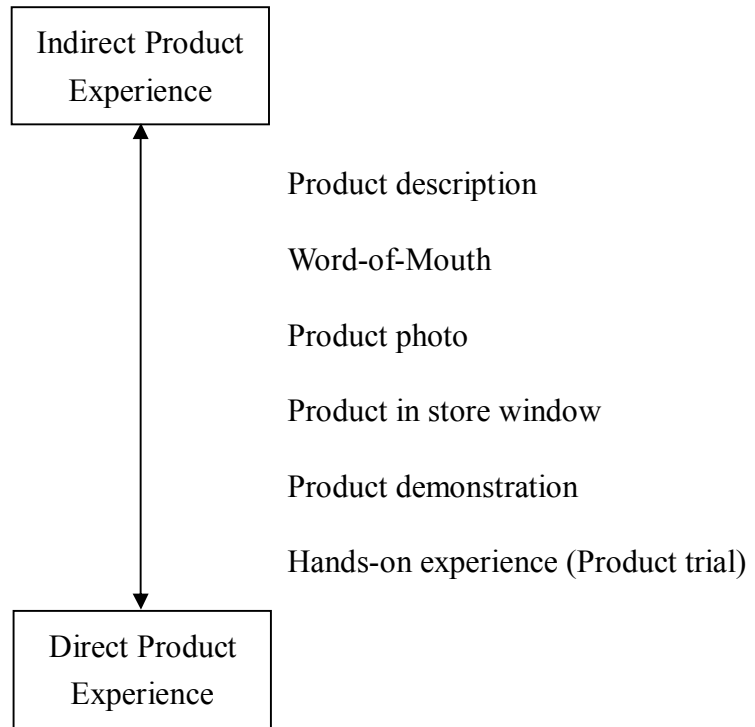 Indirect Product
Experience
Product description
Word-of-Mouth
Product photo
Product in store window
Product demonstration
Hands-on experience (Product trial)
Direct Product
Experience